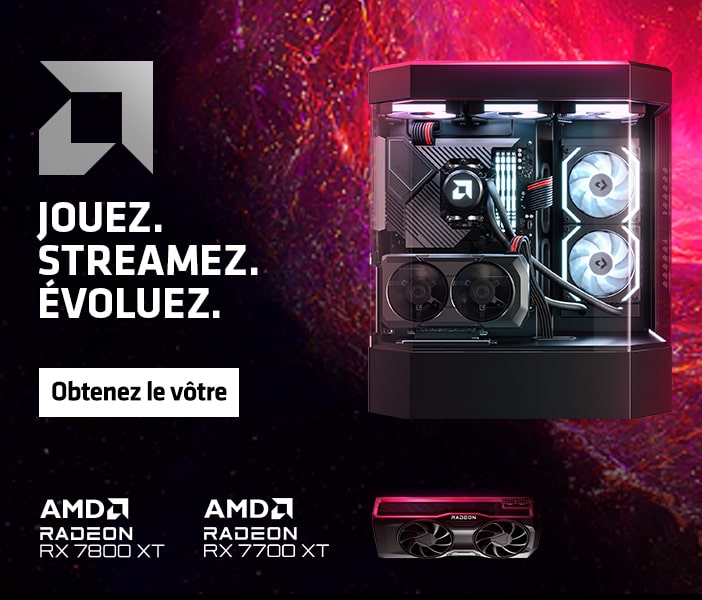 JOUEZ.
STREAMEZ.
ÉVOLUEZ.
Obtenez le vôtre
AMD
RADEON
RX 7800 XT
AMD
RADEON
RX 7700 XT
RADEON